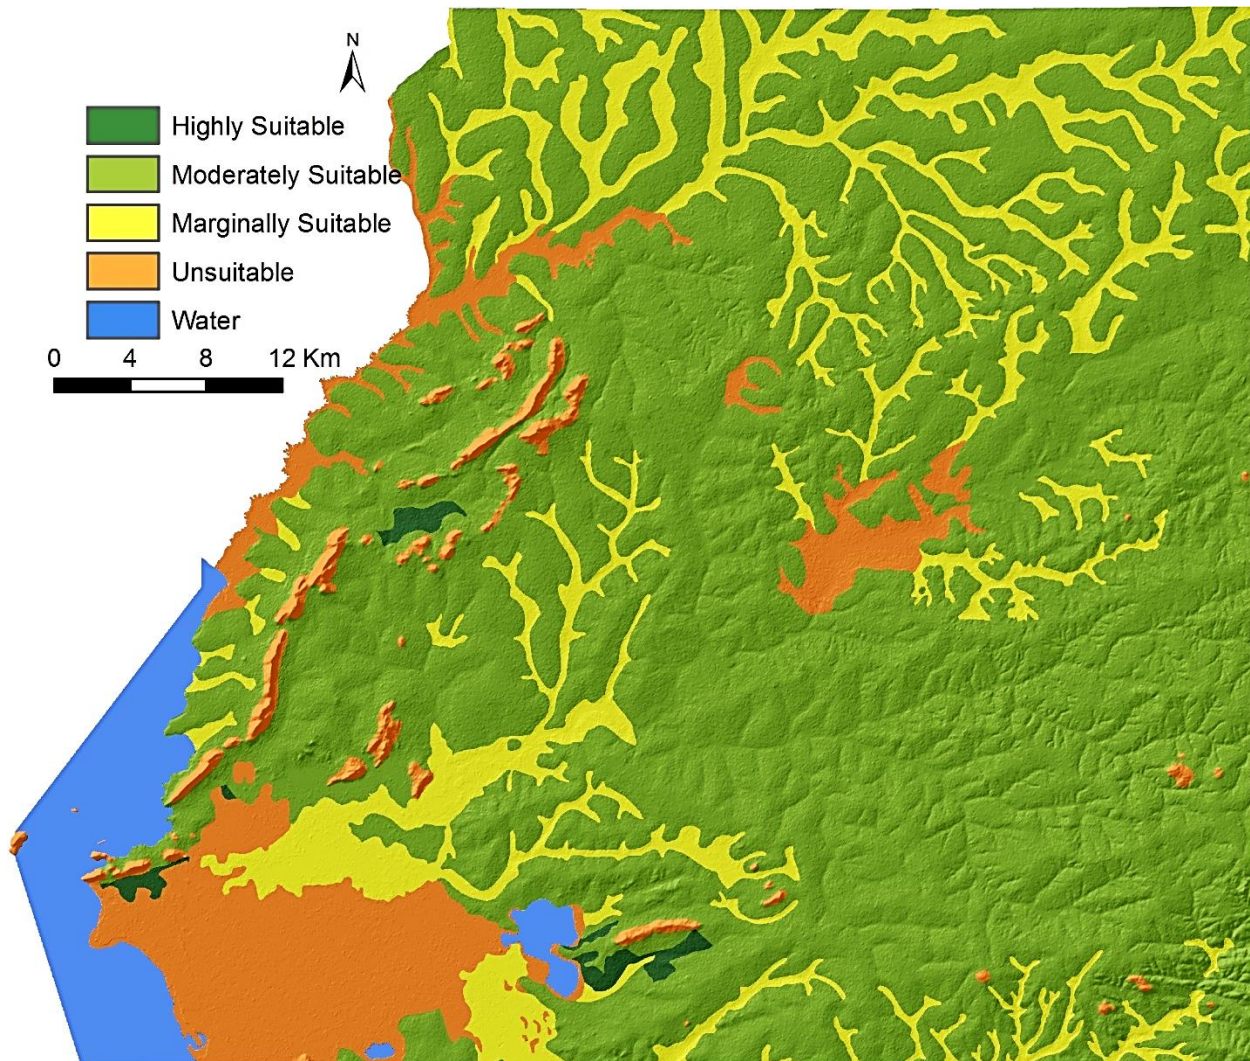 N
Highly Suitable
Moderately Suitable
Marginally Suitable
Unsuitable
Water
0 4 8 12 Km